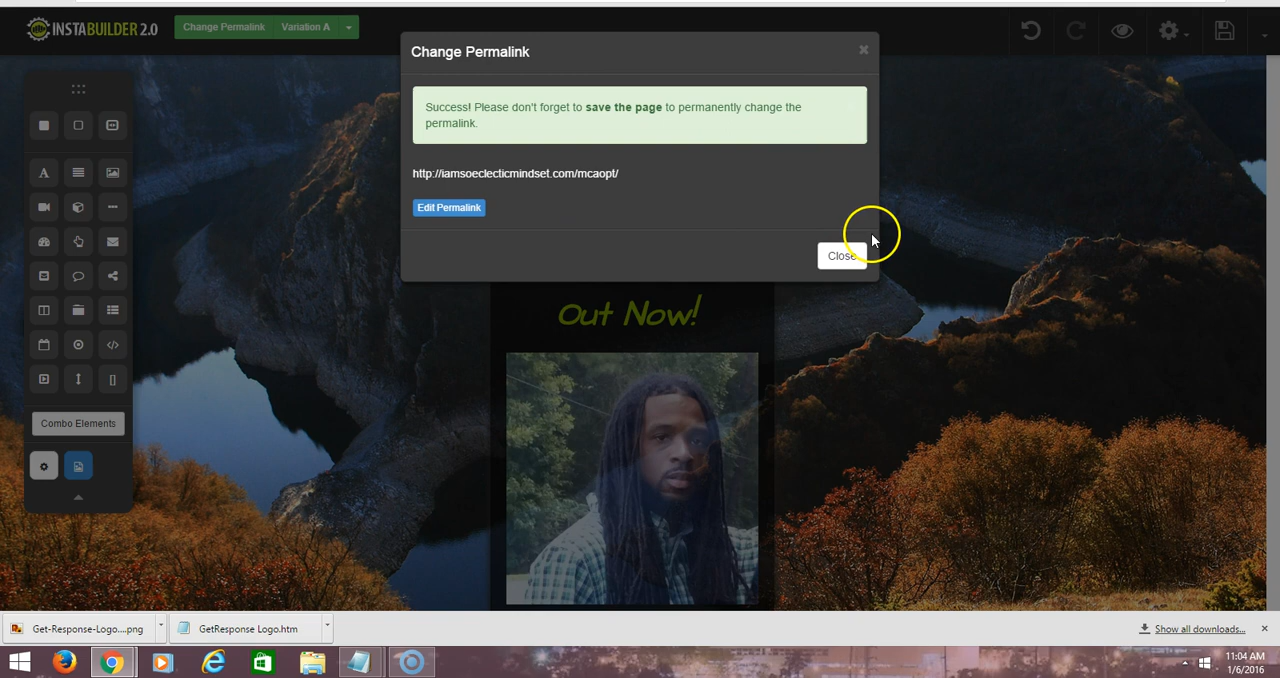 INSTABUILDER 2.0
Change Permalink
Variation A
Change Permalink
Success! Please don't forget to save the page to permanently change the
permalink.
http://iamsoeclecticmindset.com/mcaopt/
Edit Permalink
Close
Out Now!
Combo Elements
Get-Response-Logo....png
GetResponse Logo.htm
Show all downloads...
11:04 AM
1/6/2016